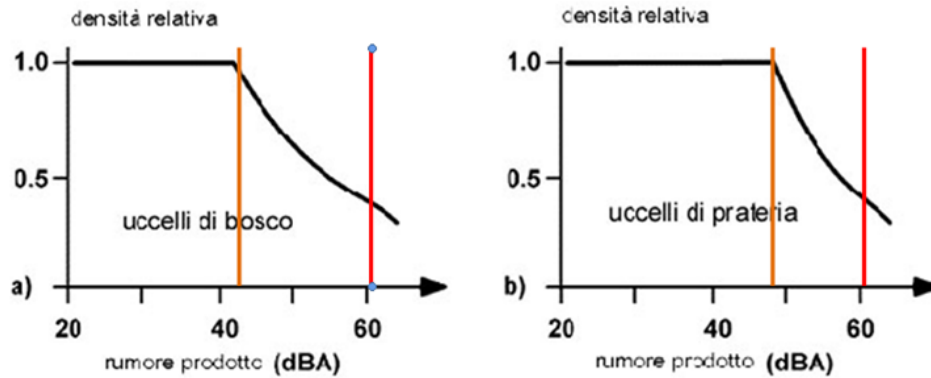 densità relativa
1.0
0.5
uccelli di bosco
a)
20 40 60
rumore prodotto (dBA)
densità relativa
1.0
0.5
uccelli di prateria
b)
20 40 60
rumore prodotto (dBA)